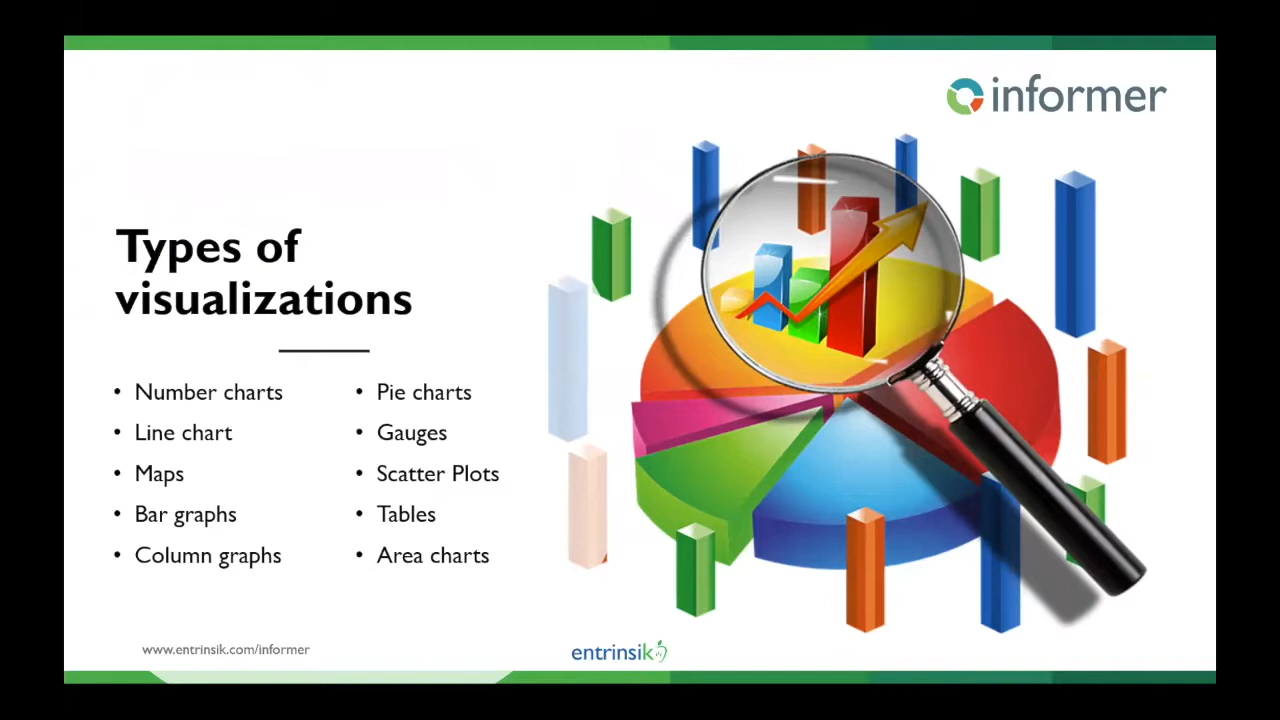 informer
Types of
visualizations
• Number charts
• Line chart
• Maps
• Bar graphs
• Column graphs
• Pie charts
• Gauges
• Scatter Plots
• Tables
• Area charts
www.entrinsik.com/informer
entrinsik